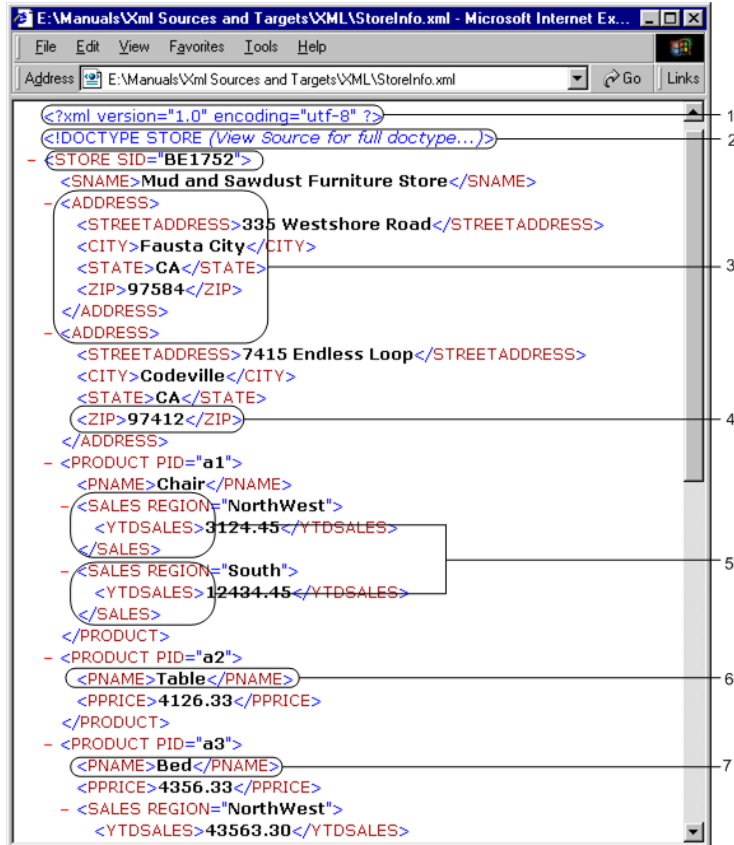 E:\Manuals\Xml Sources and Targets\XML\StoreInfo.xml - Microsoft Internet Ex...
File Edit View Favorites Tools Help
Address E:\Manuals\Xml Sources and Targets\XML\StoreInfo.xml Go Links
<?xml version="1.0" encoding="utf-8" ?> 1
<!DOCTYPE STORE (View Source for full doctype...)> 2
- <STORE SID="BE1752">
<SNAME>Mud and Sawdust Furniture Store</SNAME>
- <ADDRESS>
<STREETADDRESS>335 Westshore Road</STREETADDRESS>
<CITY>Fausta City</CITY>
<STATE>CA</STATE> 3
<ZIP>97584</ZIP>
</ADDRESS>
- <ADDRESS>
<STREETADDRESS>7415 Endless Loop</STREETADDRESS>
<CITY>Codeville</CITY>
<STATE>CA</STATE>
<ZIP>97412</ZIP> 4
</ADDRESS>
- <PRODUCT PID="a1">
<PNAME>Chair</PNAME>
- <SALES REGION="NorthWest">
<YTDSALES>3124.45</YTDSALES>
</SALES>
5
- <SALES REGION="South">
<YTDSALES>12434.45</YTDSALES>
</SALES>
</PRODUCT>
- <PRODUCT PID="a2">
<PNAME>Table</PNAME> 6
<PPRICE>4126.33</PPRICE>
</PRODUCT>
- <PRODUCT PID="a3">
<PNAME>Bed</PNAME> 7
<PPRICE>4356.33</PPRICE>
- <SALES REGION="NorthWest">
<YTDSALES>43563.30</YTDSALES>